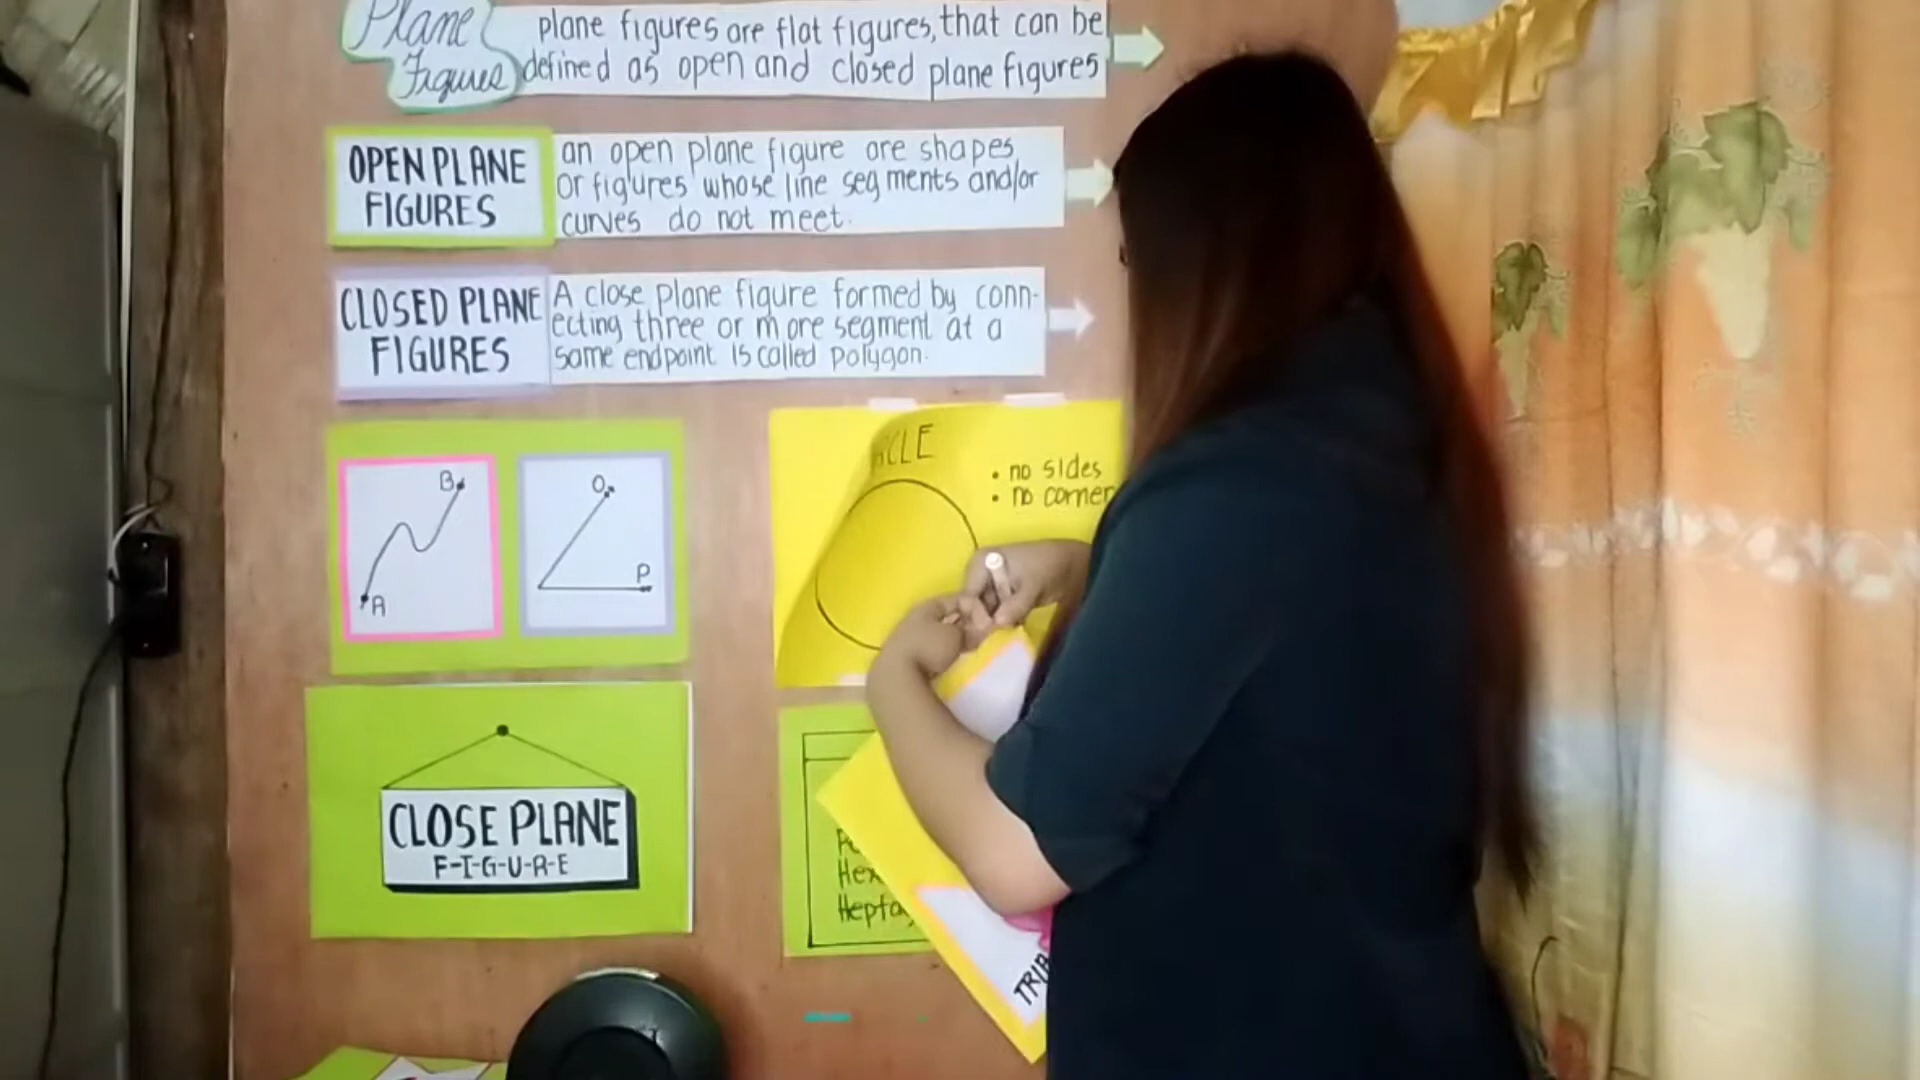 Plane
Figures
plane figures are flat figures, that can be
defined as open and closed plane figures
OPEN PLANE
FIGURES
an open plane figure are shapes
or figures whose line segments and/or
curves do not meet.
CLOSED PLANE
FIGURES
A close plane figure formed by conn-
ecting three or more segment at a
same endpoint is called polygon.
B
A
O
P
CLOSE PLANE
F-I-G-U-R-E
• no sides
• no corner